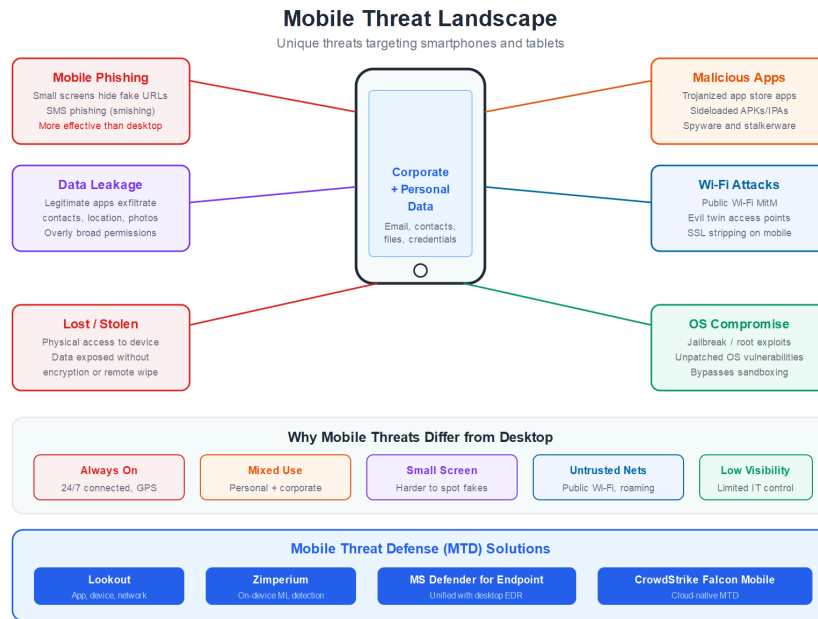 Mobile Threat Landscape
Unique threats targeting smartphones and tablets
Mobile Phishing
Small screens hide fake URLs
SMS phishing (smishing)
More effective than desktop
Data Leakage
Legitimate apps exfiltrate
contacts, location, photos
Overly broad permissions
Lost / Stolen
Physical access to device
Data exposed without
encryption or remote wipe
Corporate
+ Personal
Data
Email, contacts,
files, credentials
Malicious Apps
Trojanized app store apps
Sideloaded APKs/IPAs
Spyware and stalkerware
Wi-Fi Attacks
Public Wi-Fi MitM
Evil twin access points
SSL stripping on mobile
OS Compromise
Jailbreak / root exploits
Unpatched OS vulnerabilities
Bypasses sandboxing
Why Mobile Threats Differ from Desktop
Always On
24/7 connected, GPS
Mixed Use
Personal + corporate
Small Screen
Harder to spot fakes
Untrusted Nets
Public Wi-Fi, roaming
Low Visibility
Limited IT control
Mobile Threat Defense (MTD) Solutions
Lookout
App, device, network
Zimperium
On-device ML detection
MS Defender for Endpoint
Unified with desktop EDR
CrowdStrike Falcon Mobile
Cloud-native MTD